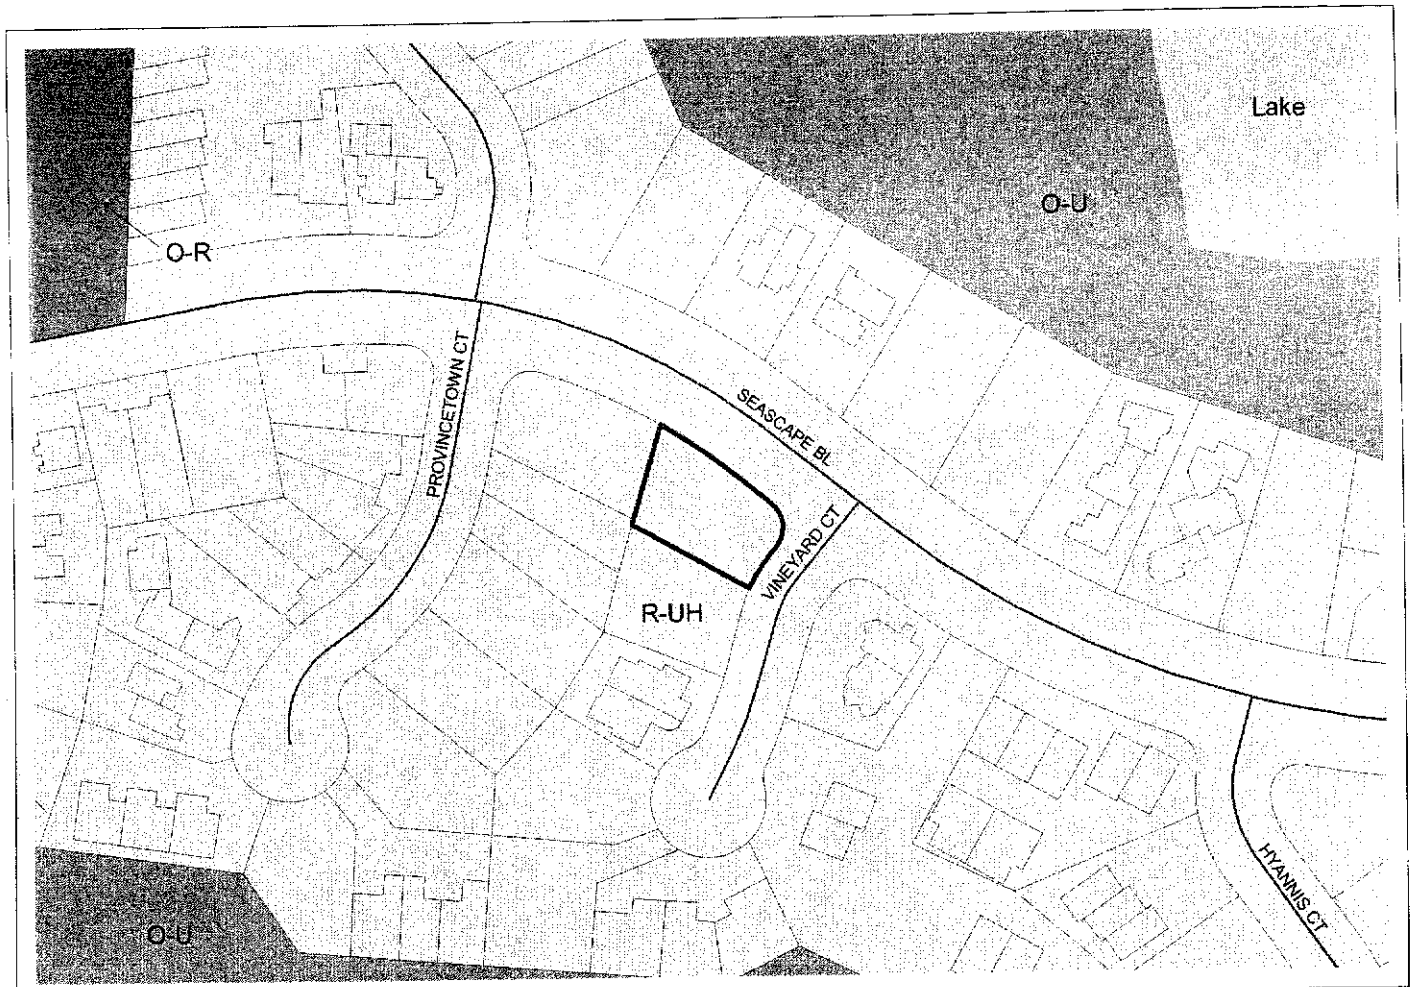 Lake
O-U
O-R
PROVINCETOWN CT
SEASCAPE BL
VINEYARD CT
R-UH
HYANNIS CT
O-U